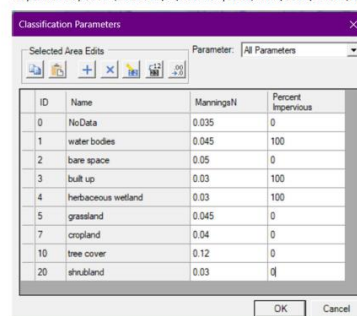 Classification Parameters
Selected Area Edits
Parameter: All Parameters
ID Name ManningsN Percent Impervious
0 NoData 0.035 0
1 water bodies 0.045 100
2 bare space 0.05 0
3 built up 0.03 100
4 herbaceous wetland 0.03 100
5 grassland 0.045 0
7 cropland 0.04 0
10 tree cover 0.12 0
20 shrubland 0.03 0
OK Cancel